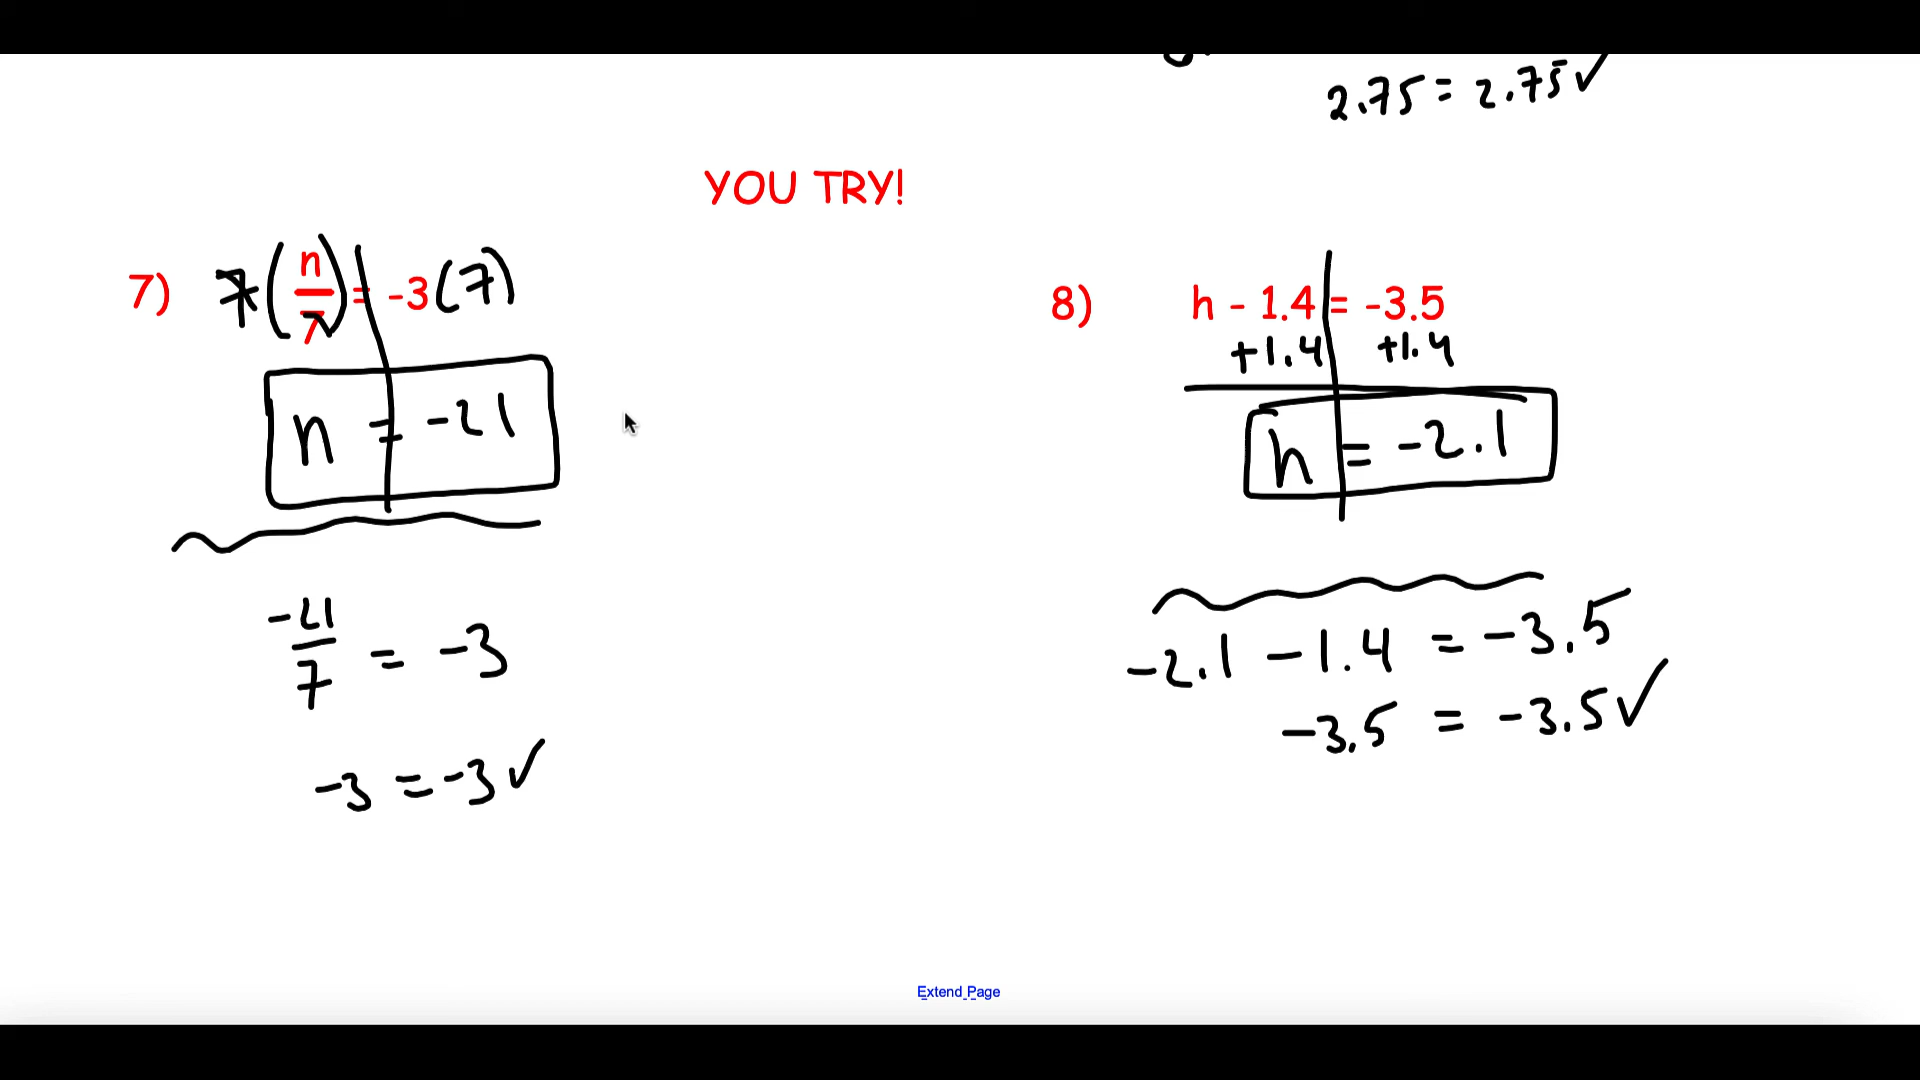 2.75 = 2.75 ✓
YOU TRY!
7) 7(n/7) = -3(7)
n = -21
-21/7 = -3
-3 = -3 ✓
8) h - 1.4 = -3.5
+1.4 +1.4
h = -2.1
-2.1 - 1.4 = -3.5
-3.5 = -3.5 ✓
Extend Page